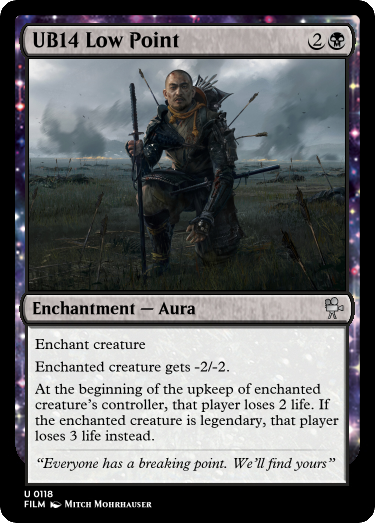 UB14 Low Point 2
Enchantment — Aura
Enchant creature
Enchanted creature gets -2/-2.
At the beginning of the upkeep of enchanted
creature's controller, that player loses 2 life. If
the enchanted creature is legendary, that player
loses 3 life instead.
“Everyone has a breaking point. We'll find yours”
U 0118
FILM Mitch Mohrhauser